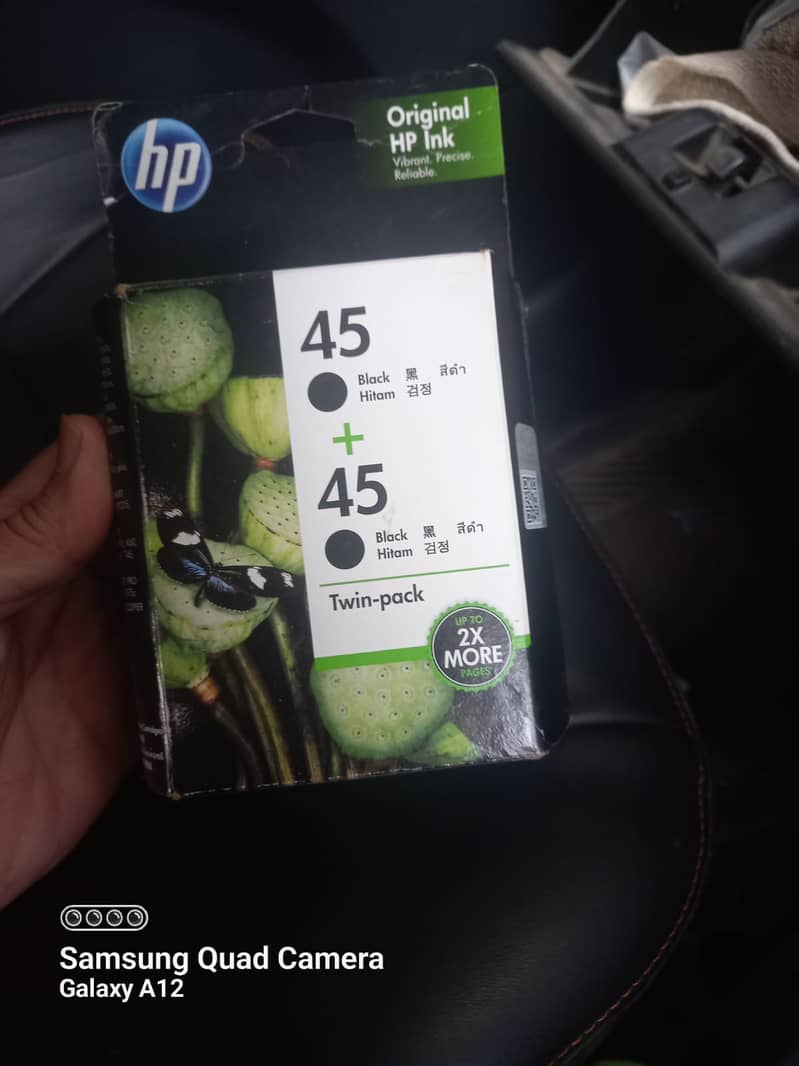 hp
Original
HP Ink
Vibrant. Precise.
Reliable.
45
Black 黑 สีดำ
Hitam 검정
+
45
Black 黑 สีดำ
Hitam 검정
Twin-pack
UP TO
2X
MORE
PAGES
Samsung Quad Camera
Galaxy A12